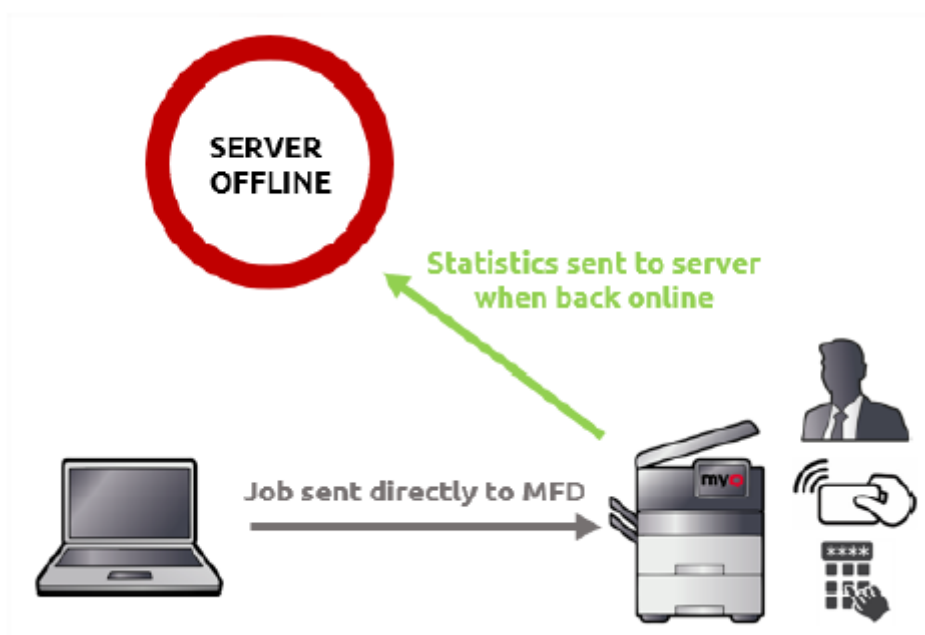 SERVER
OFFLINE
Statistics sent to server
when back online
Job sent directly to MFD
myQ
****